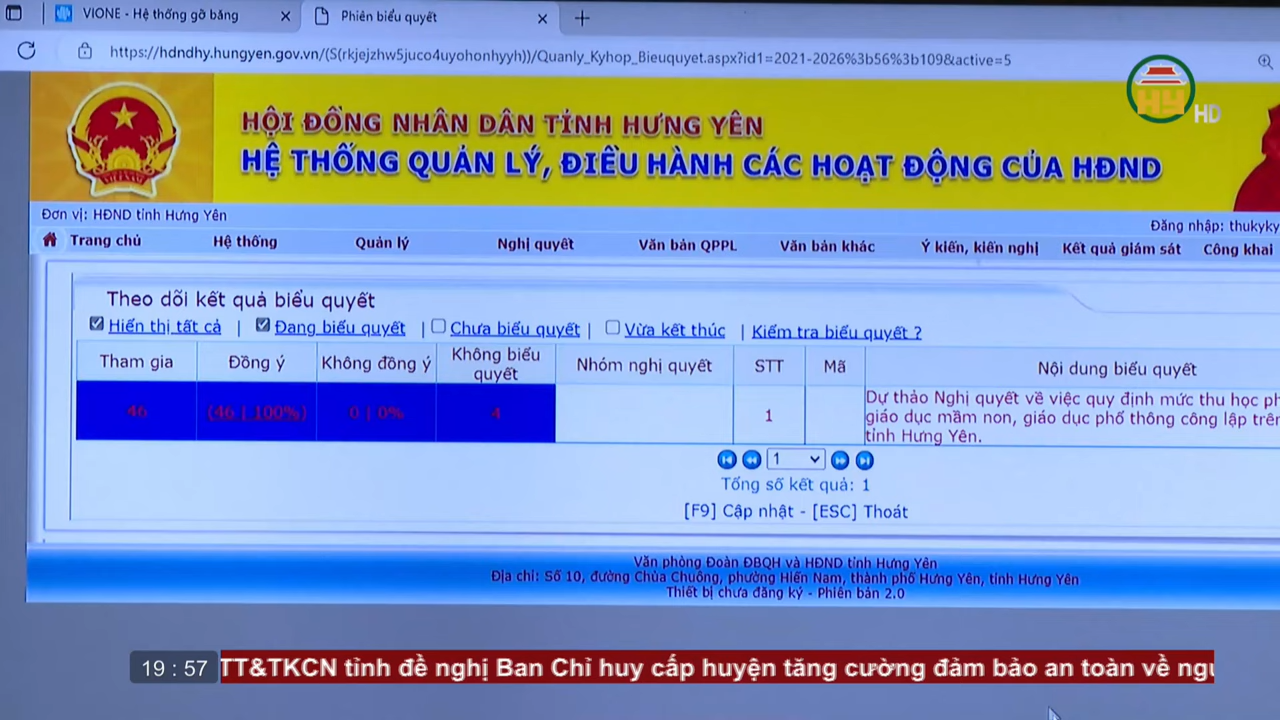 VIONE - Hệ thống gỡ băng
Phiên biểu quyết
https://hdndhy.hungyen.gov.vn/(S(rkjejzhw5juco4uyohonhyyh))/Quanly_Kyhop_Bieuquyet.aspx?id1=2021-2026%3b56%3b109&active=5
HY HD
HỘI ĐỒNG NHÂN DÂN TỈNH HƯNG YÊN
HỆ THỐNG QUẢN LÝ, ĐIỀU HÀNH CÁC HOẠT ĐỘNG CỦA HĐND
Đơn vị: HĐND tỉnh Hưng Yên
Đăng nhập: thukyky
Trang chủ Hệ thống Quản lý Nghị quyết Văn bản QPPL Văn bản khác Ý kiến, kiến nghị Kết quả giám sát Công khai
Theo dõi kết quả biểu quyết
Hiển thị tất cả | Đang biểu quyết | Chưa biểu quyết | Vừa kết thúc | Kiểm tra biểu quyết ?
Tham gia Đồng ý Không đồng ý Không biểu quyết Nhóm nghị quyết STT Mã Nội dung biểu quyết
46 (46 | 100%) 0 | 0% 4 1
Dự thảo Nghị quyết về việc quy định mức thu học ph
giáo dục mầm non, giáo dục phổ thông công lập trên
tỉnh Hưng Yên.
1
Tổng số kết quả: 1
[F9] Cập nhật - [ESC] Thoát
Văn phòng Đoàn ĐBQH và HĐND tỉnh Hưng Yên
Địa chỉ: Số 10, đường Chùa Chuông, phường Hiến Nam, thành phố Hưng Yên, tỉnh Hưng Yên
Thiết bị chưa đăng ký - Phiên bản 2.0
19 : 57 TT&TKCN tỉnh đề nghị Ban Chỉ huy cấp huyện tăng cường đảm bảo an toàn về ngư